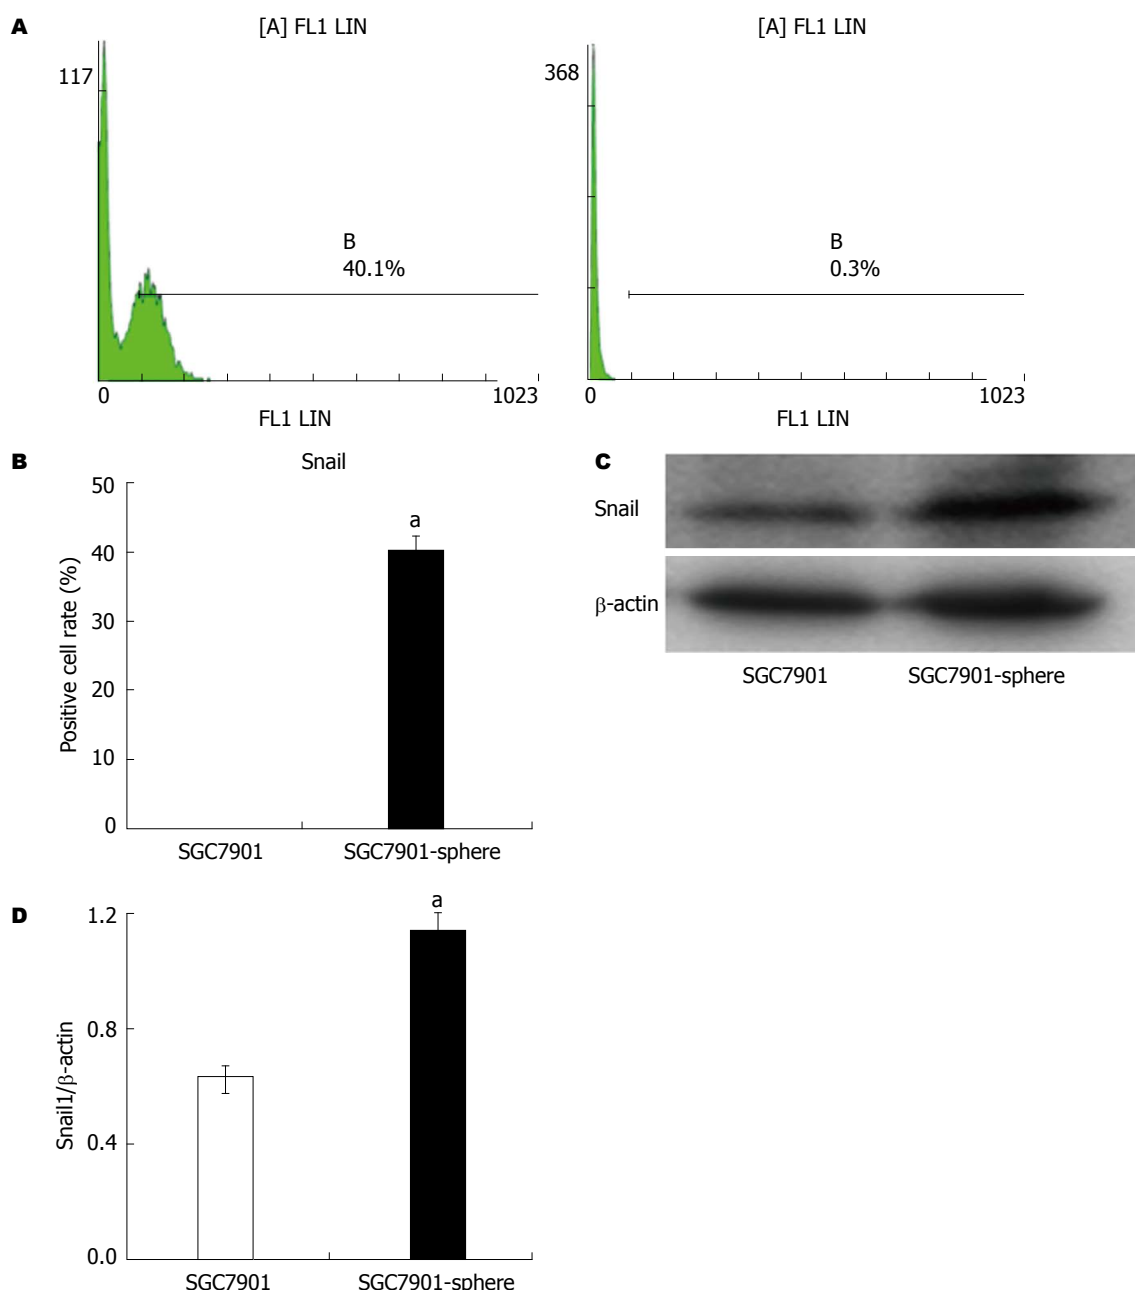 A
[A] FL1 LIN
117
B
40.1%
0
1023
FL1 LIN
[A] FL1 LIN
368
B
0.3%
0
1023
FL1 LIN
B
Snail
50
40
30
20
10
0
Positive cell rate (%)
a
SGC7901
SGC7901-sphere
C
Snail
β-actin
SGC7901
SGC7901-sphere
D
1.2
0.8
0.4
0.0
Snail1/β-actin
a
SGC7901
SGC7901-sphere